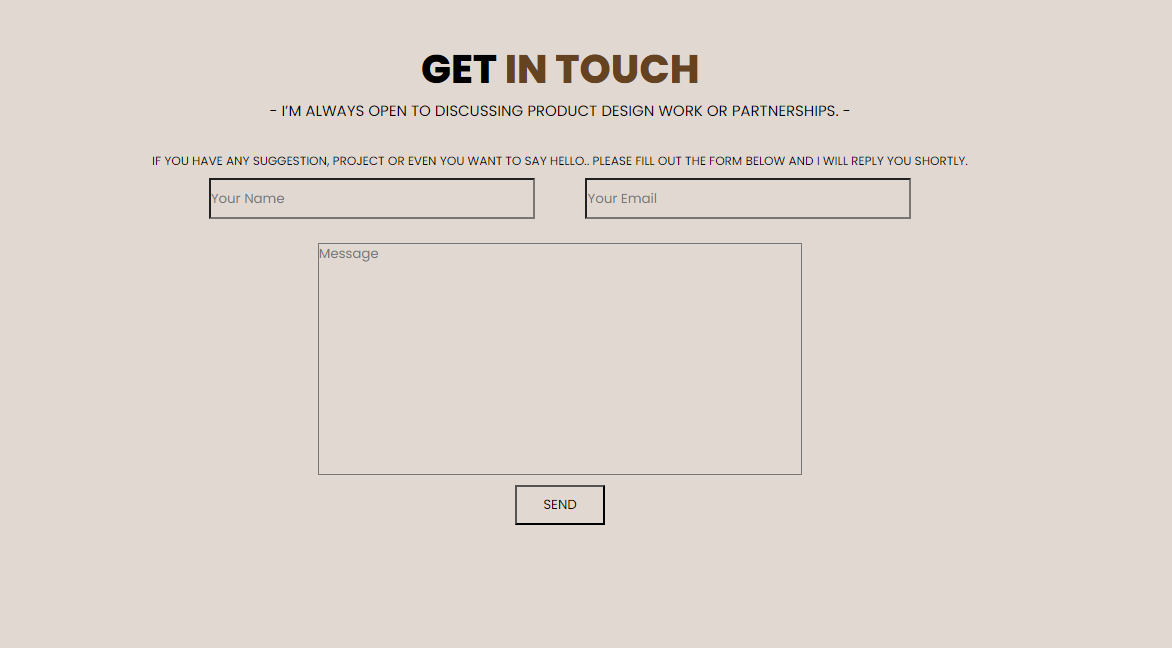 GET IN TOUCH
- I'M ALWAYS OPEN TO DISCUSSING PRODUCT DESIGN WORK OR PARTNERSHIPS. -
IF YOU HAVE ANY SUGGESTION, PROJECT OR EVEN YOU WANT TO SAY HELLO.. PLEASE FILL OUT THE FORM BELOW AND I WILL REPLY YOU SHORTLY.
Your Name
Your Email
Message
SEND